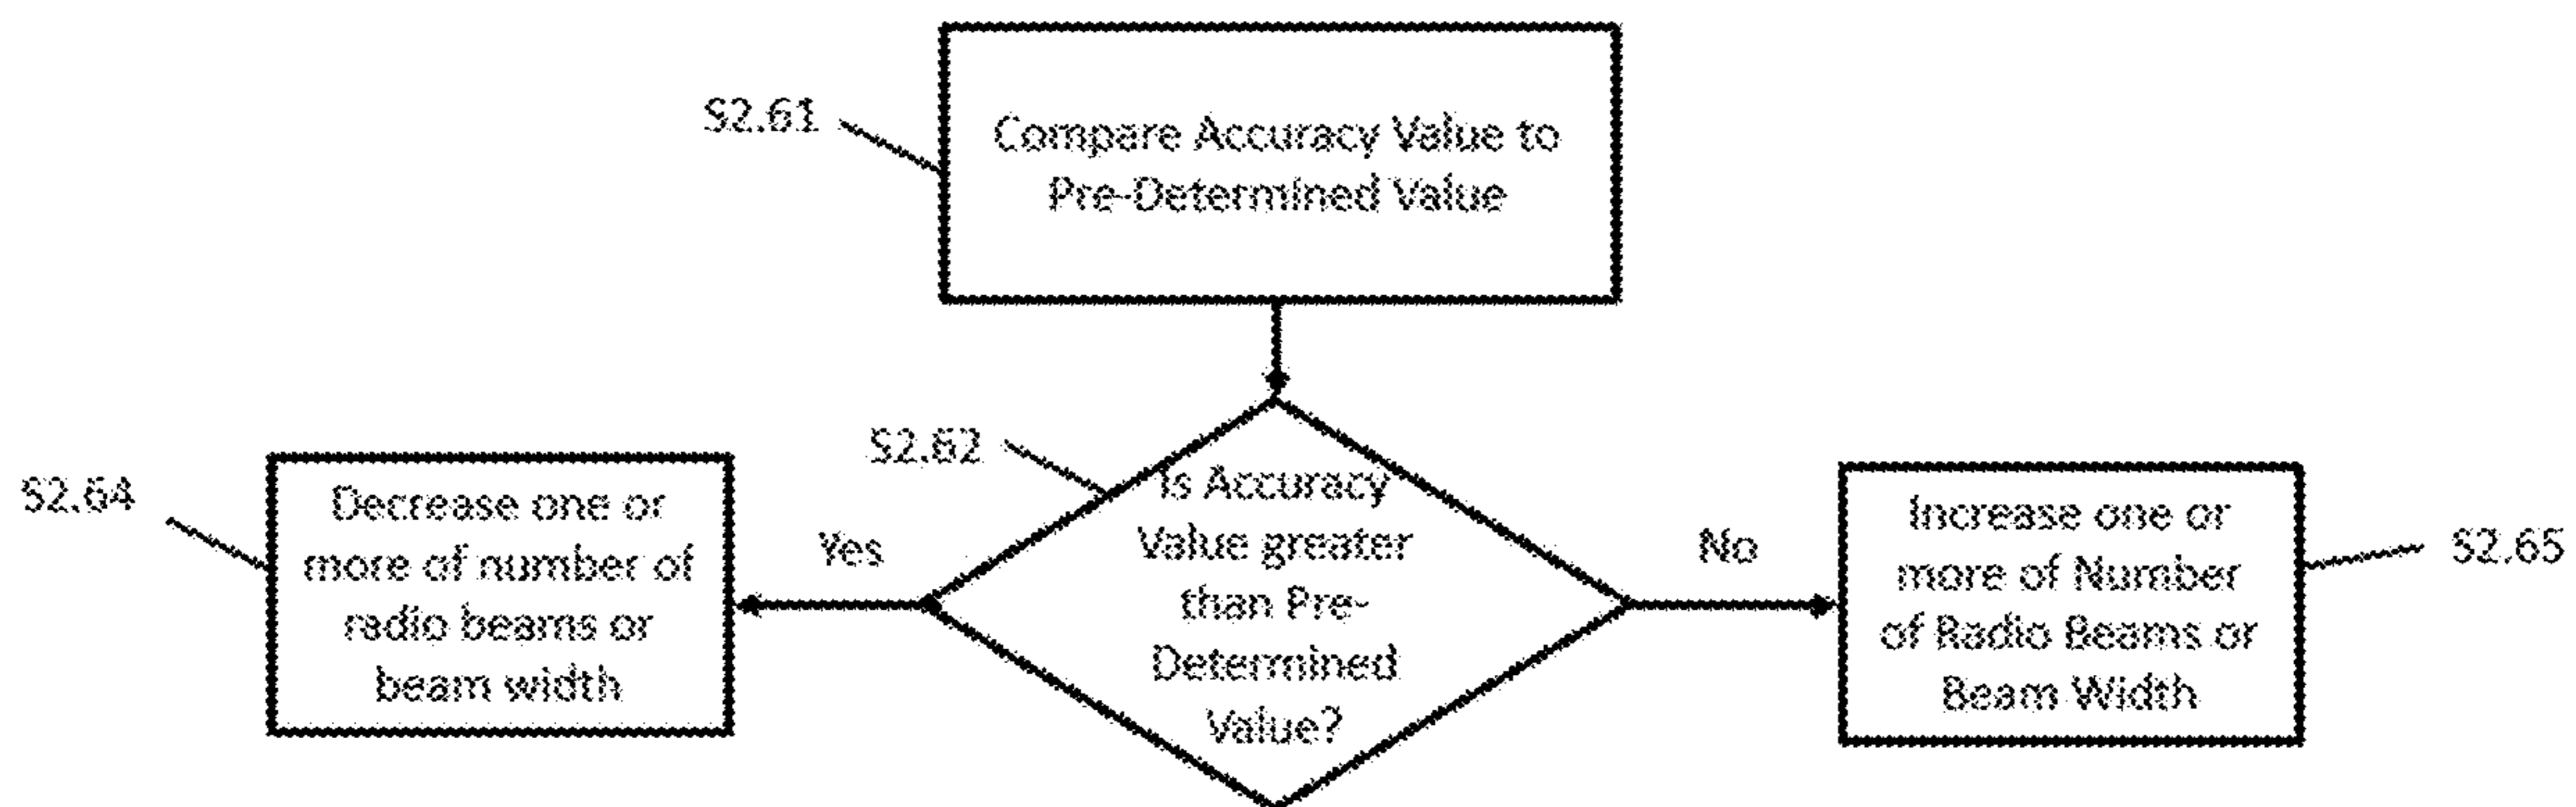 S2.61
Compare Accuracy Value to
Pre-Determined Value
S2.62
Is Accuracy
Value greater
than Pre-
Determined
Value?
Yes
No
S2.64
Decrease one or
more of number of
radio beams or
beam width
Increase one or
more of Number
of Radio Beams or
Beam Width
S2.65